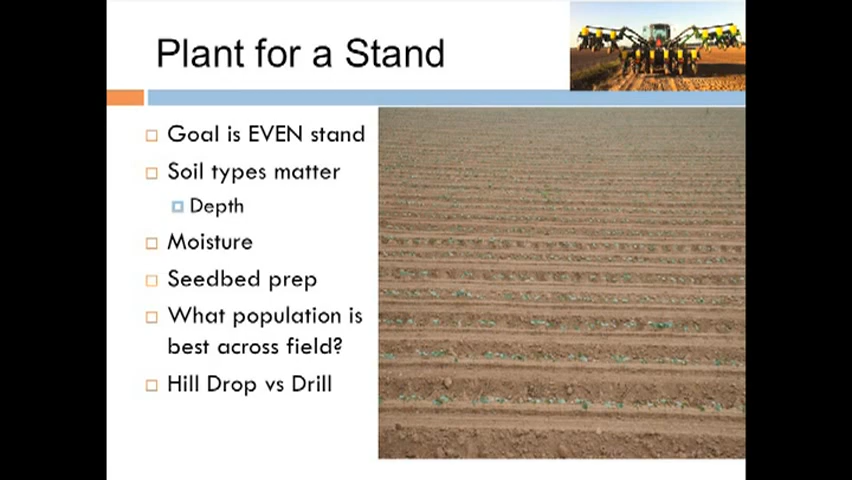 Plant for a Stand
Goal is EVEN stand
Soil types matter
Depth
Moisture
Seedbed prep
What population is
best across field?
Hill Drop vs Drill